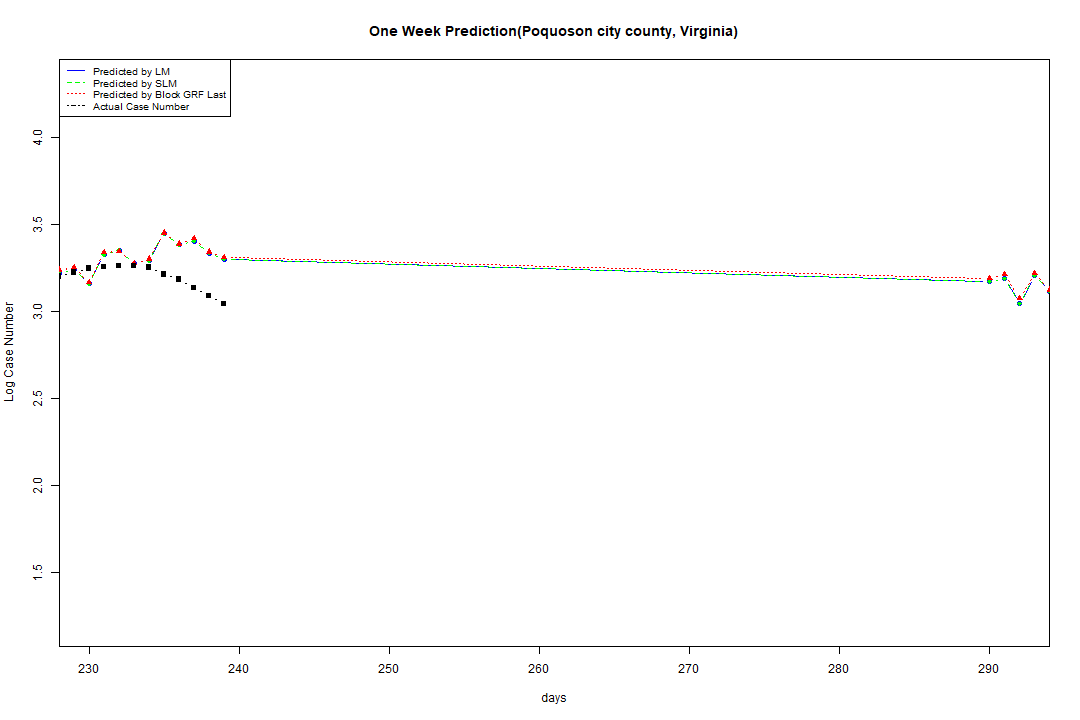 One Week Prediction(Poquoson city county, Virginia)
Predicted by LM
Predicted by SLM
Predicted by Block GRF Last
Actual Case Number
4.0
3.5
3.0
2.5
2.0
1.5
Log Case Number
230 240 250 260 270 280 290
days